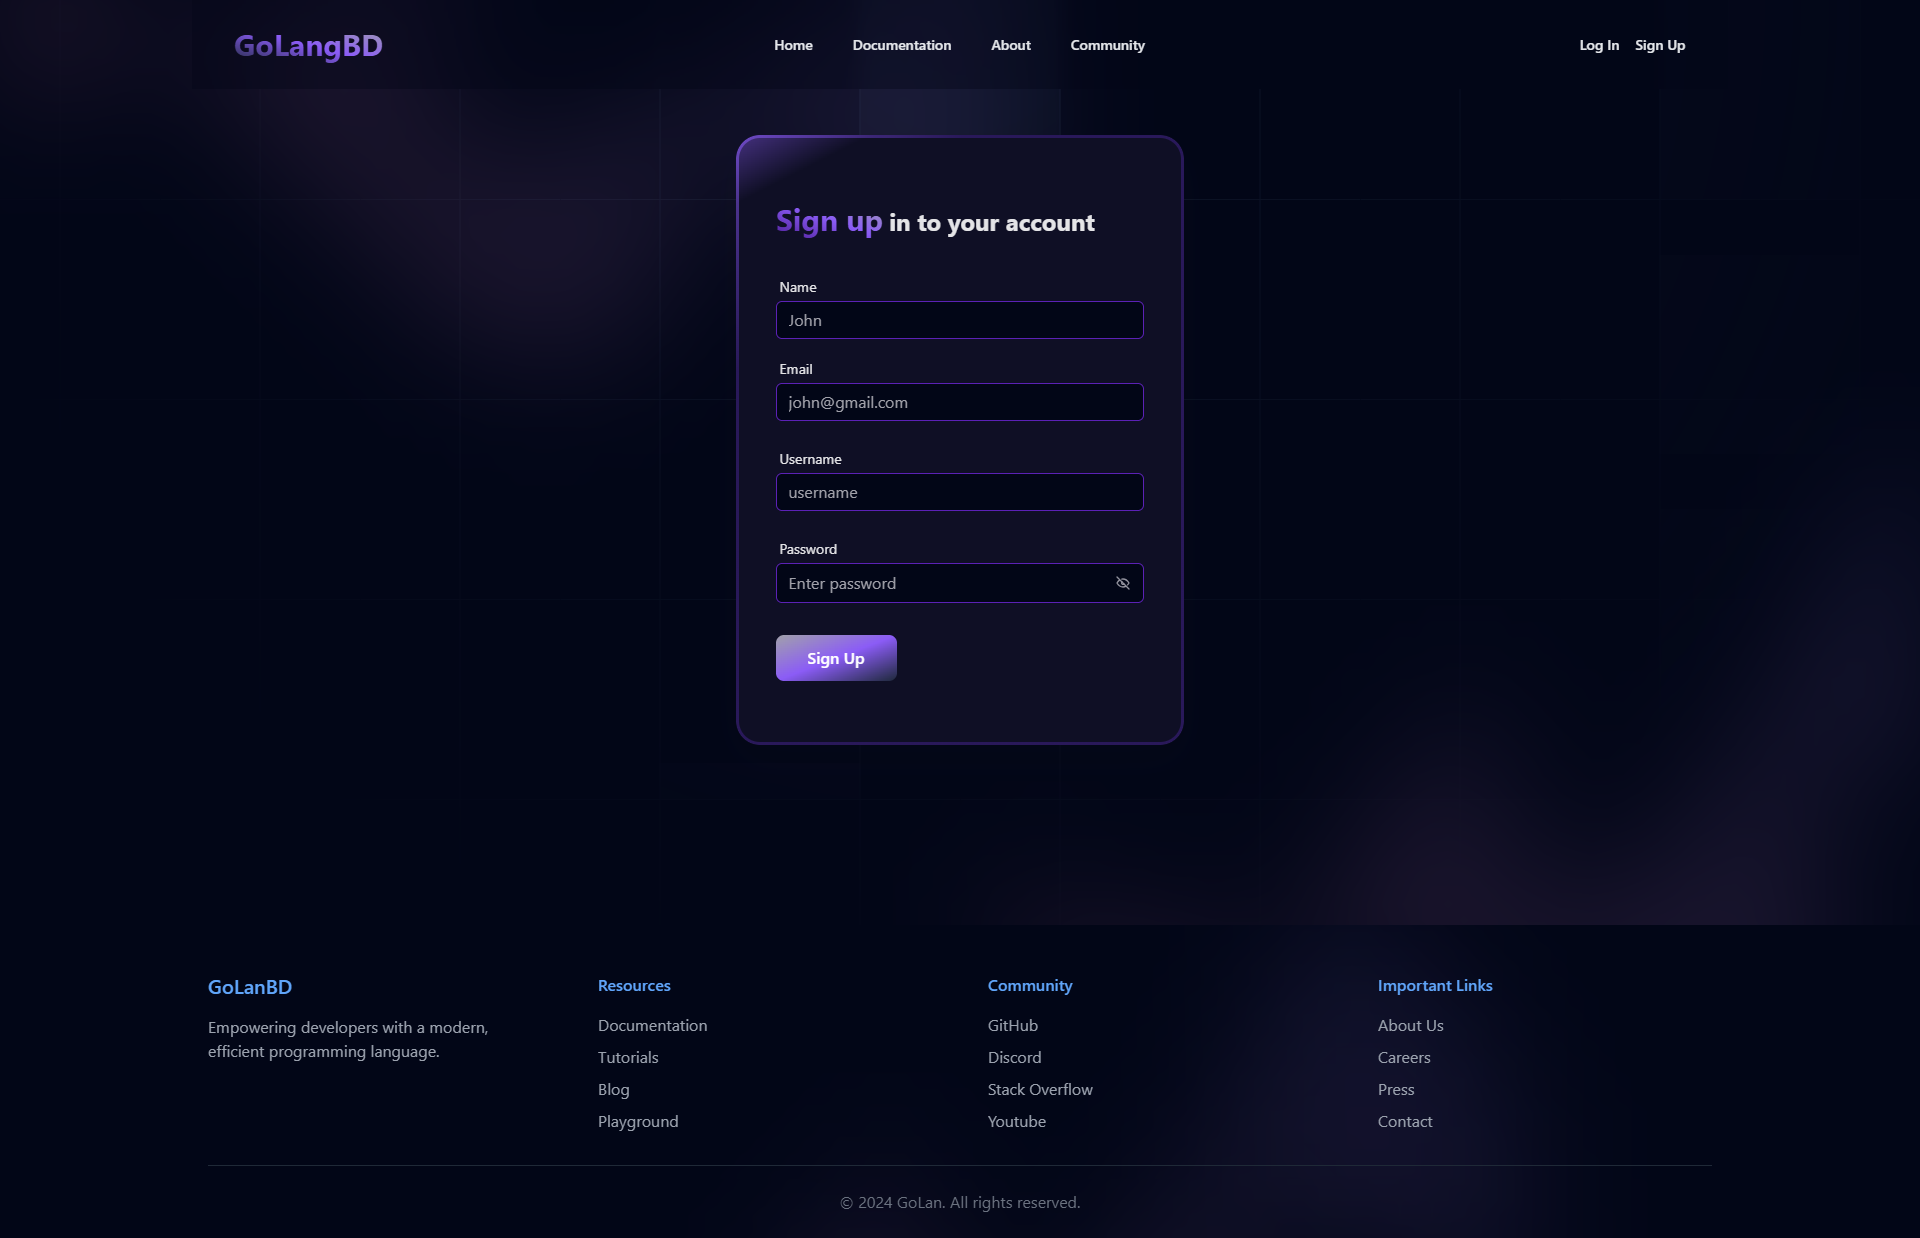 GoLangBD
Home Documentation About Community
Log In Sign Up
Sign up in to your account
Name
John
Email
john@gmail.com
Username
username
Password
Enter password
Sign Up
GoLanBD
Empowering developers with a modern,
efficient programming language.
Resources
Documentation
Tutorials
Blog
Playground
Community
GitHub
Discord
Stack Overflow
Youtube
Important Links
About Us
Careers
Press
Contact
© 2024 GoLan. All rights reserved.